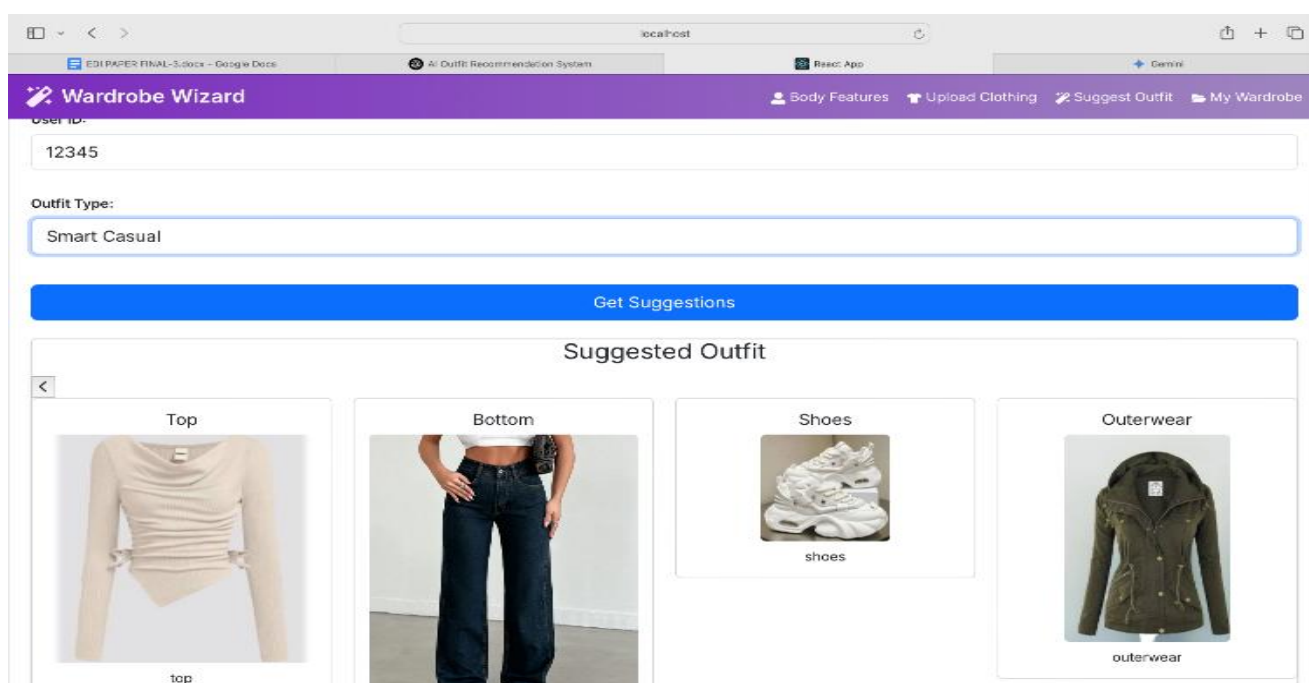 localhost
EDI PAPER FINAL-3.docx - Google Docs
AI Outfit Recommendation System
React App
Gemini
Wardrobe Wizard
Body Features
Upload Clothing
Suggest Outfit
My Wardrobe
User ID:
12345
Outfit Type:
Smart Casual
Get Suggestions
Suggested Outfit
Top
Bottom
Shoes
Outerwear
shoes
outerwear
top